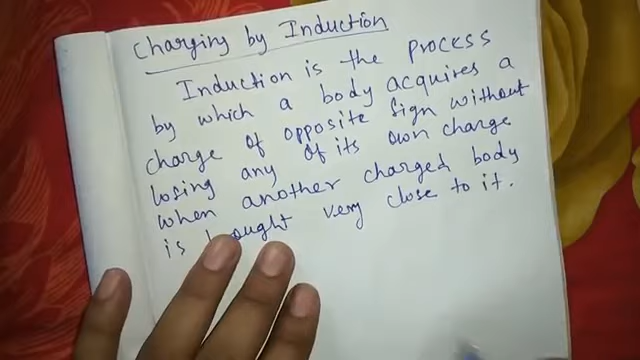 Charging by Induction
Induction is the process
by which a body acquires a
charge of opposite sign without
losing any of its own charge
when another charged body
is very close to it.